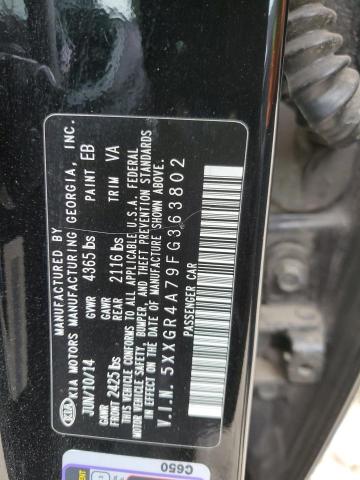 KIA
MANUFACTURED BY
KIA MOTORS MANUFACTURING GEORGIA, INC.
JUN/10/14 GVWR 4365 lbs PAINT EB
GAWR FRONT 2425 lbs GAWR REAR 2116 lbs TRIM VA
THIS VEHICLE CONFORMS TO ALL APPLICABLE U.S.A. FEDERAL
MOTOR VEHICLE SAFETY, BUMPER, AND THEFT PREVENTION STANDARDS
IN EFFECT ON THE DATE OF MANUFACTURE SHOWN ABOVE.
V.I.N. 5XXGR4A79FG363802
PASSENGER CAR
C650